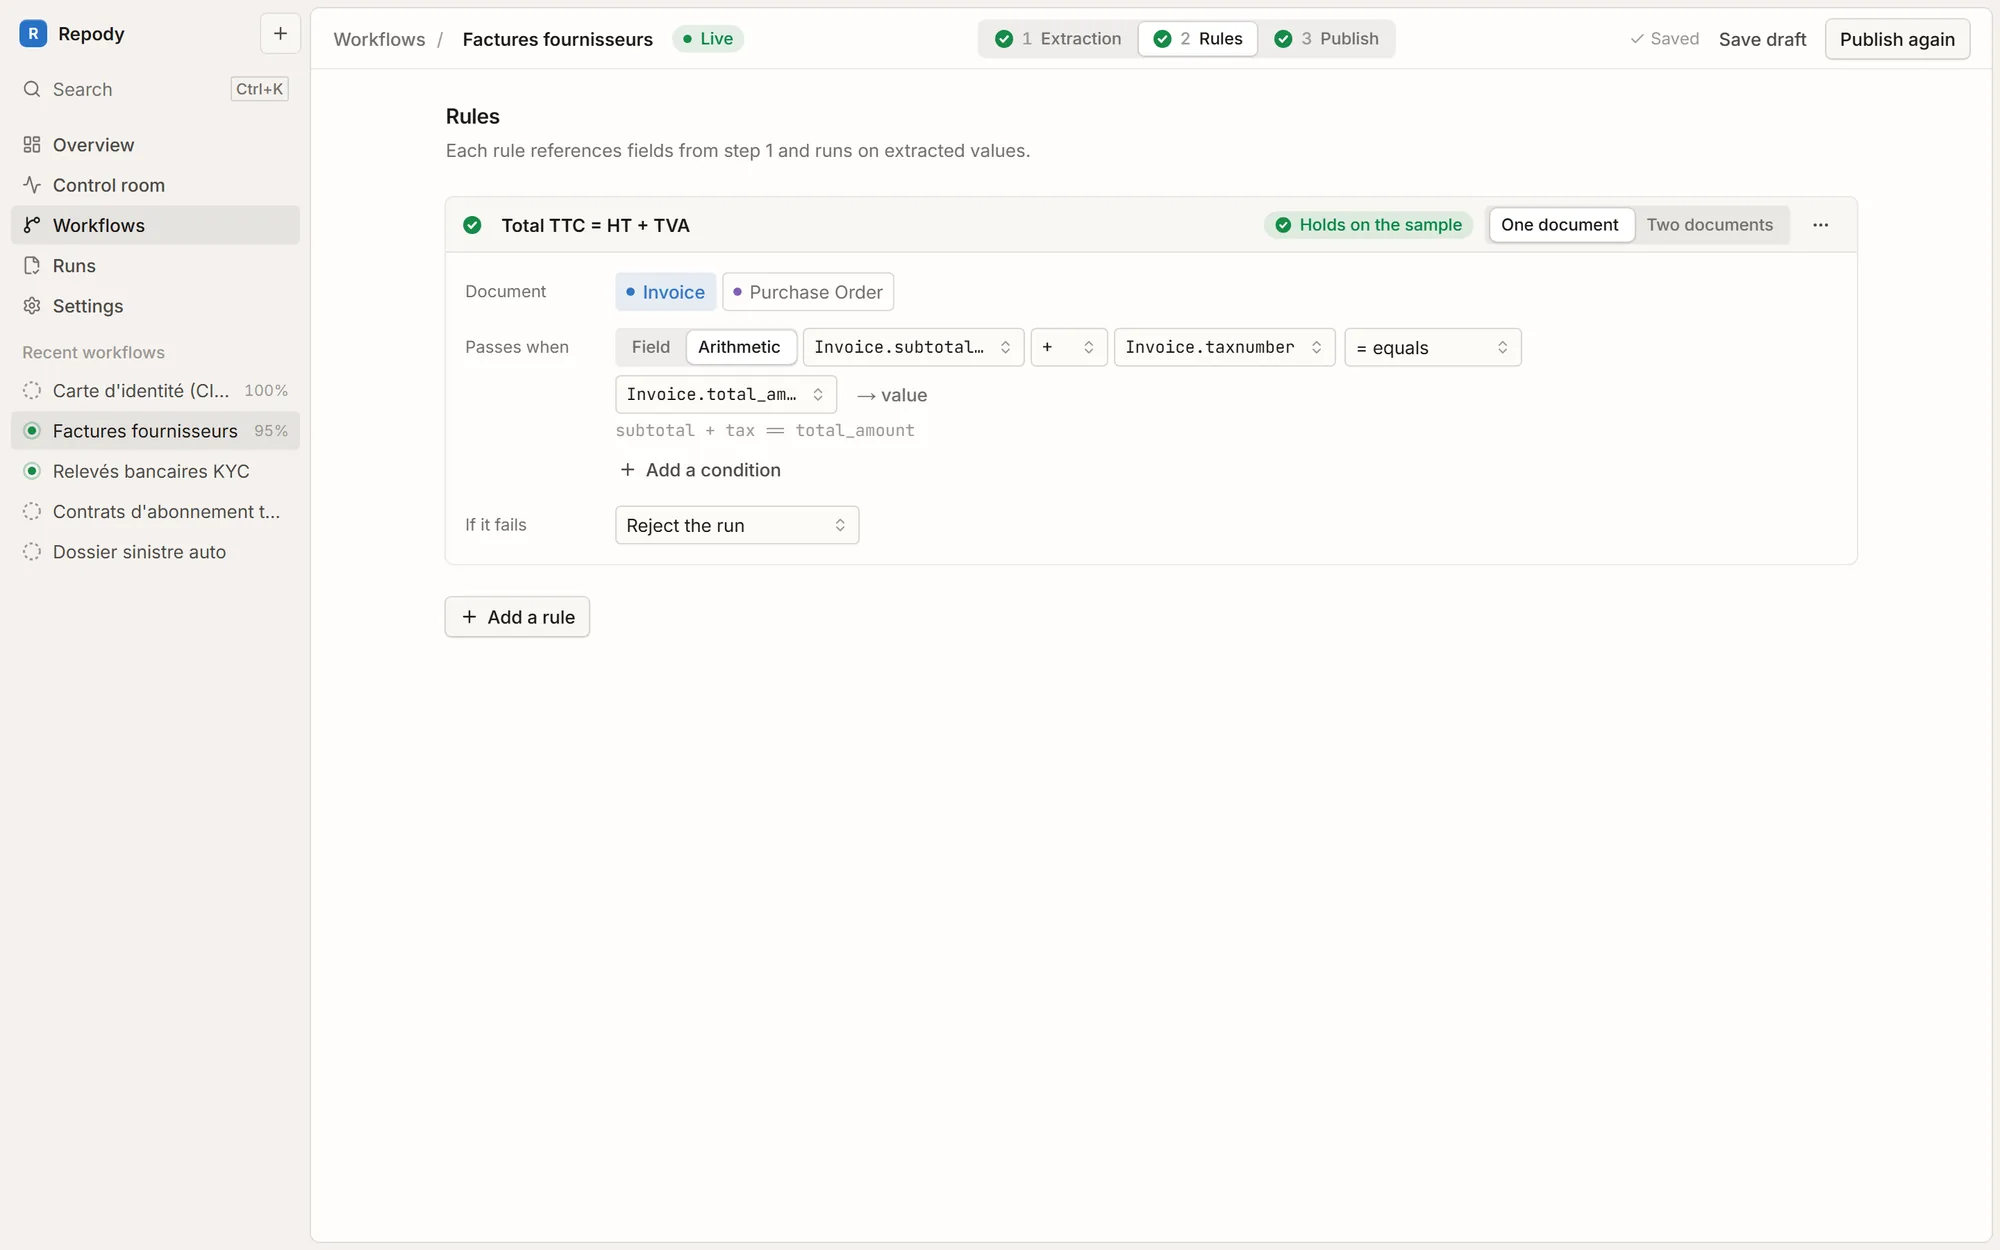 R Repody
Search Ctrl+K
Overview
Control room
Workflows
Runs
Settings
Recent workflows
Carte d'identité (CI... 100%
Factures fournisseurs 95%
Relevés bancaires KYC
Contrats d'abonnement t...
Dossier sinistre auto
Workflows / Factures fournisseurs Live
1 Extraction 2 Rules 3 Publish
Saved Save draft Publish again
Rules
Each rule references fields from step 1 and runs on extracted values.
Total TTC = HT + TVA Holds on the sample One document Two documents ...
Document Invoice Purchase Order
Passes when Field Arithmetic Invoice.subtotal… + Invoice.taxnumber = equals
Invoice.total_am… → value
subtotal + tax == total_amount
+ Add a condition
If it fails Reject the run
+ Add a rule